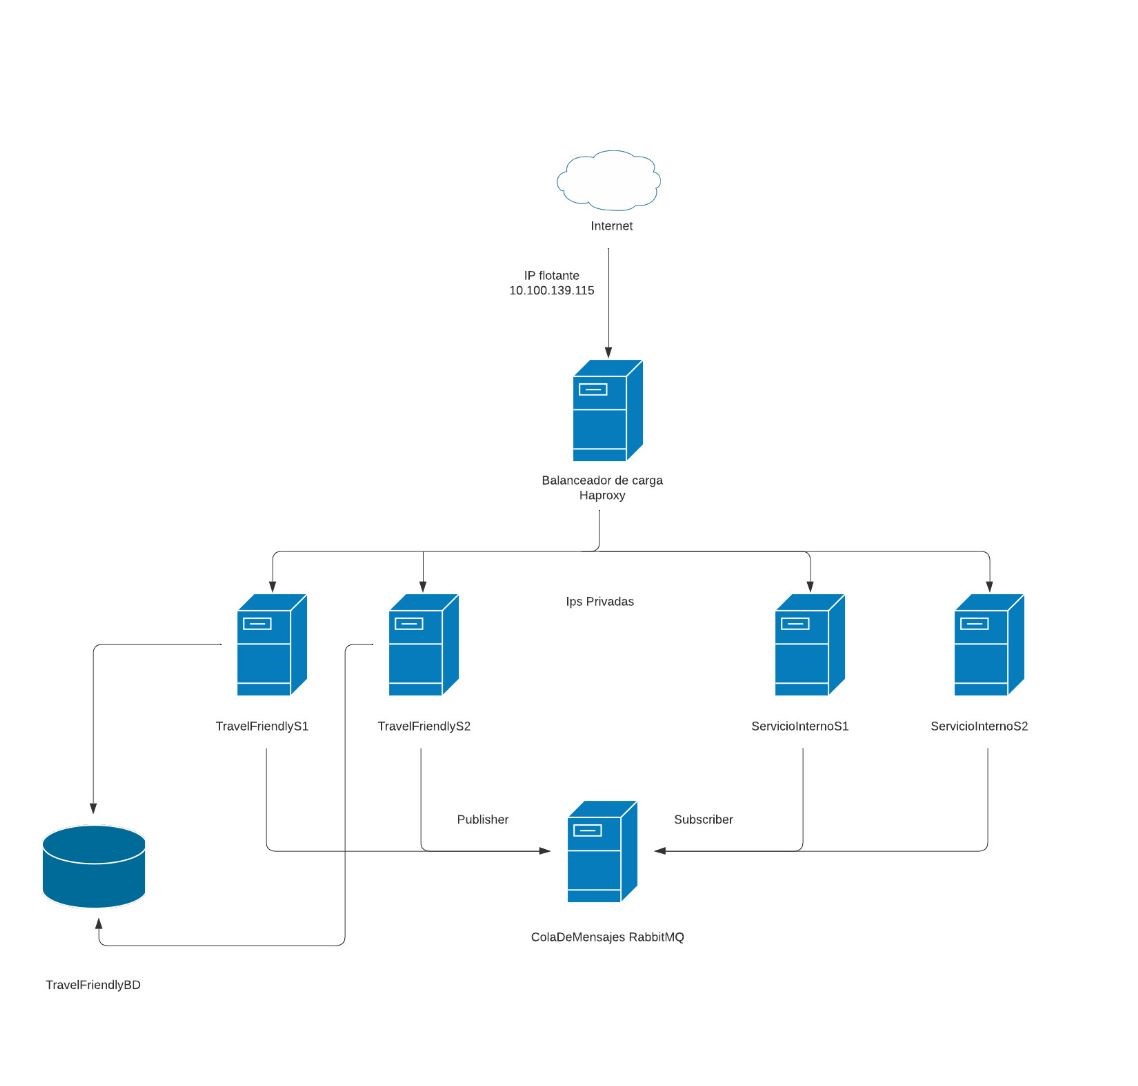 Internet
IP flotante
10.100.139.115
Balanceador de carga
Haproxy
Ips Privadas
TravelFriendlyS1
TravelFriendlyS2
ServicioInternoS1
ServicioInternoS2
Publisher
Subscriber
ColaDeMensajes RabbitMQ
TravelFriendlyBD